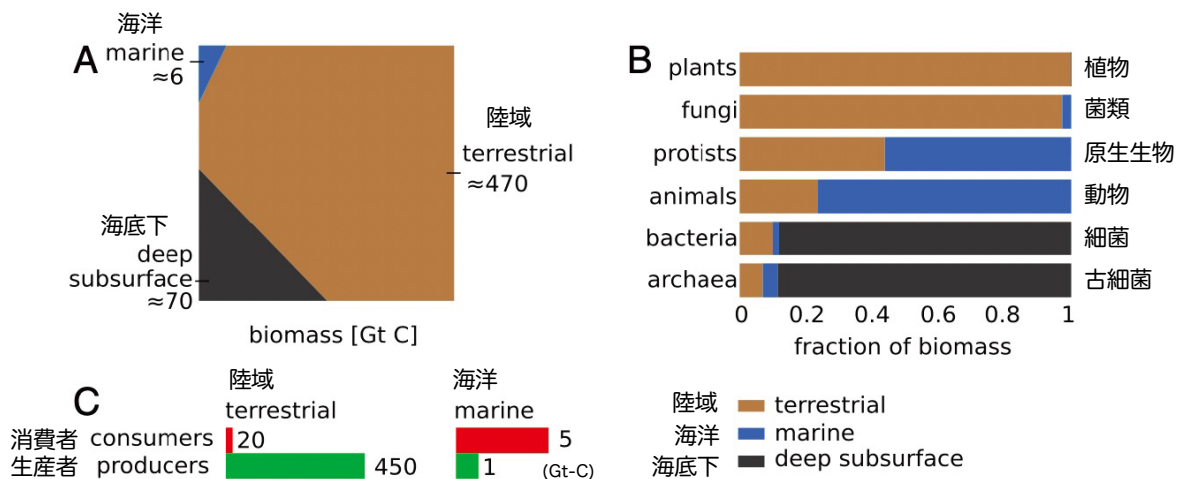 A
海洋
marine
≈6
陸域
terrestrial
≈470
海底下
deep
subsurface
≈70
biomass [Gt C]
B
plants 植物
fungi 菌類
protists 原生生物
animals 動物
bacteria 細菌
archaea 古細菌
0 0.2 0.4 0.6 0.8 1
fraction of biomass
C
陸域 海洋
terrestrial marine
消費者 consumers 20 5
生産者 producers 450 1 (Gt-C)
陸域 terrestrial
海洋 marine
海底下 deep subsurface